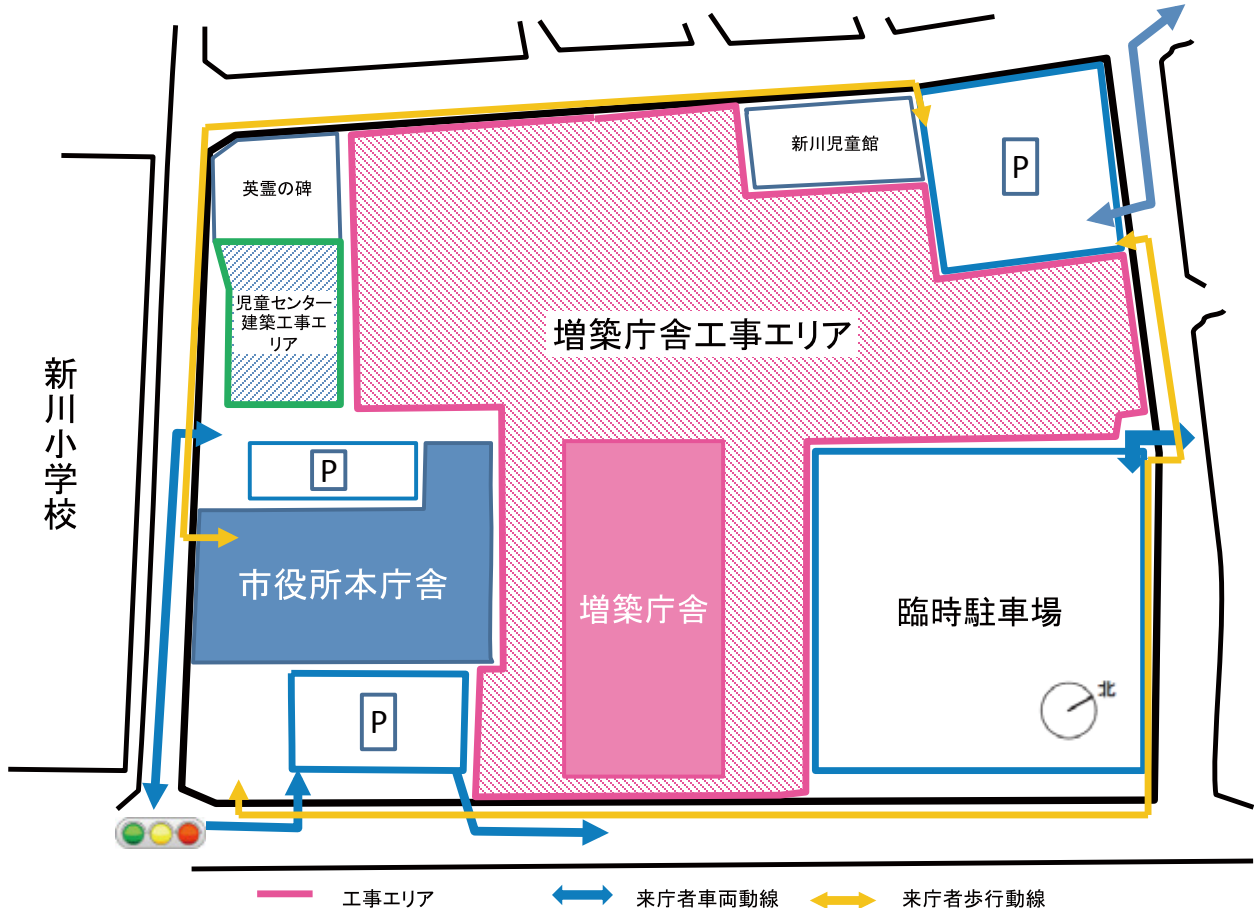 新川児童館
P
英霊の碑
児童センター
建築工事エ
リア
増築庁舎工事エリア
新川小学校
P
市役所本庁舎
増築庁舎
臨時駐車場
北
P
工事エリア
来庁者車両動線
来庁者歩行動線